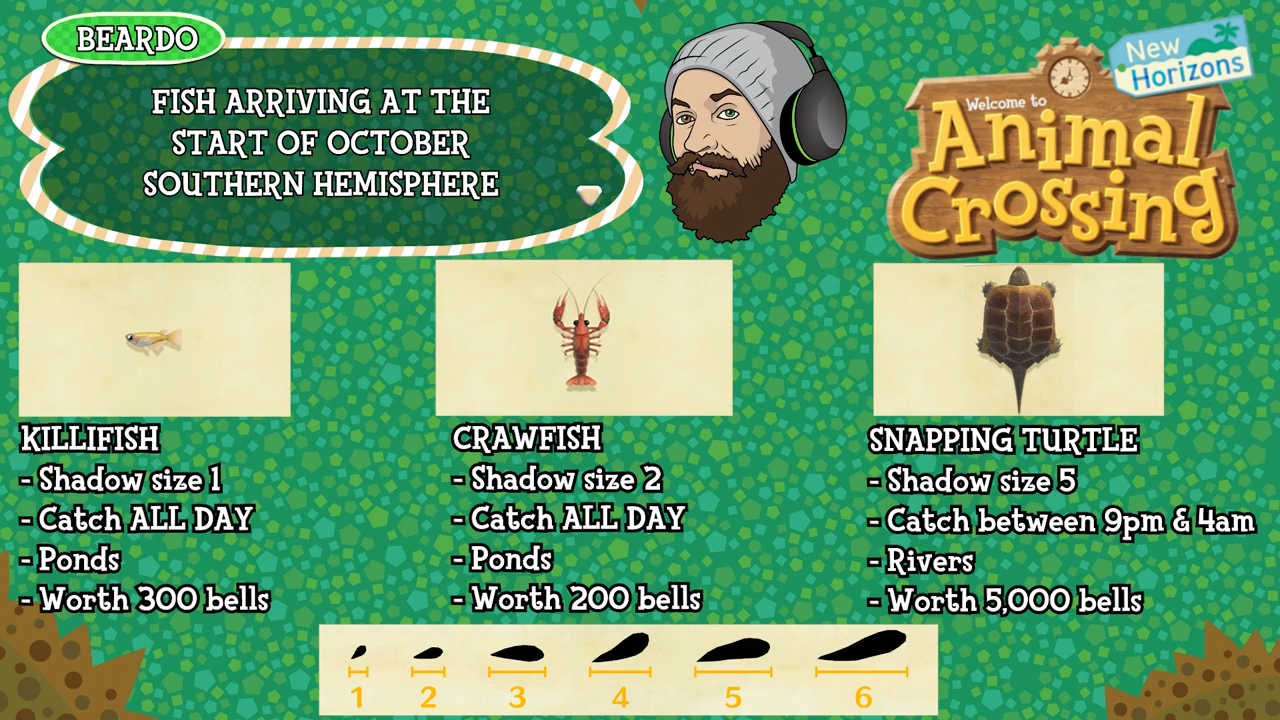 BEARDO
FISH ARRIVING AT THE
START OF OCTOBER
SOUTHERN HEMISPHERE
New
Horizons
Welcome to
Animal
Crossing
KILLIFISH
- Shadow size 1
- Catch ALL DAY
- Ponds
- Worth 300 bells
CRAWFISH
- Shadow size 2
- Catch ALL DAY
- Ponds
- Worth 200 bells
SNAPPING TURTLE
- Shadow size 5
- Catch between 9pm & 4am
- Rivers
- Worth 5,000 bells
1 2 3 4 5 6